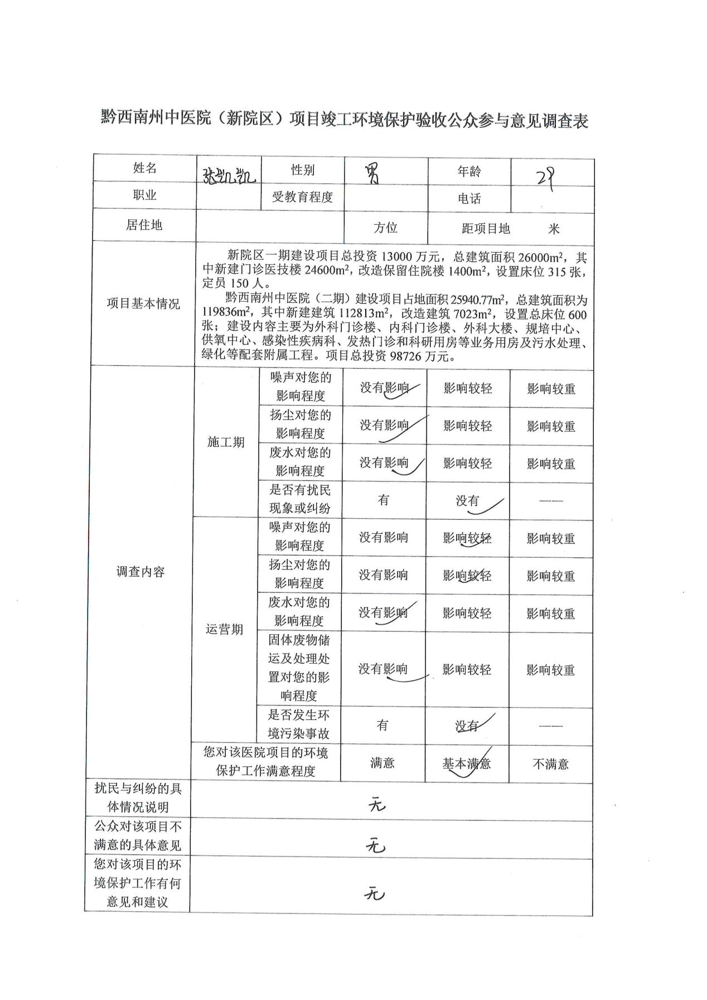 黔西南州中医院（新院区）项目竣工环境保护验收公众参与意见调查表
姓名 张凯凯 性别 男 年龄 29
职业 受教育程度 电话
居住地 方位 距项目地 米
项目基本情况
新院区一期建设项目总投资 13000 万元，总建筑面积 26000m²，其
中新建门诊医技楼 24600m²，改造保留住院楼 1400m²，设置床位 315 张，
定员 150 人。
黔西南州中医院（二期）建设项目占地面积 25940.77m²，总建筑面积为
119836m²，其中新建建筑 112813m²，改造建筑 7023m²，设置总床位 600
张；建设内容主要为外科门诊楼、内科门诊楼、外科大楼、规培中心、
供氧中心、感染性疾病科、发热门诊和科研用房等业务用房及污水处理、
绿化等配套附属工程。项目总投资 98726 万元。
调查内容
施工期
噪声对您的
影响程度
没有影响 影响较轻 影响较重
扬尘对您的
影响程度
没有影响 影响较轻 影响较重
废水对您的
影响程度
没有影响 影响较轻 影响较重
是否有扰民
现象或纠纷
有 没有 ——
运营期
噪声对您的
影响程度
没有影响 影响较轻 影响较重
扬尘对您的
影响程度
没有影响 影响较轻 影响较重
废水对您的
影响程度
没有影响 影响较轻 影响较重
固体废物储
运及处理处
置对您的影
响程度
没有影响 影响较轻 影响较重
是否发生环
境污染事故
有 没有 ——
您对该医院项目的环境
保护工作满意程度
满意 基本满意 不满意
扰民与纠纷的具
体情况说明
无
公众对该项目不
满意的具体意见
无
您对该项目的环
境保护工作有何
意见和建议
无